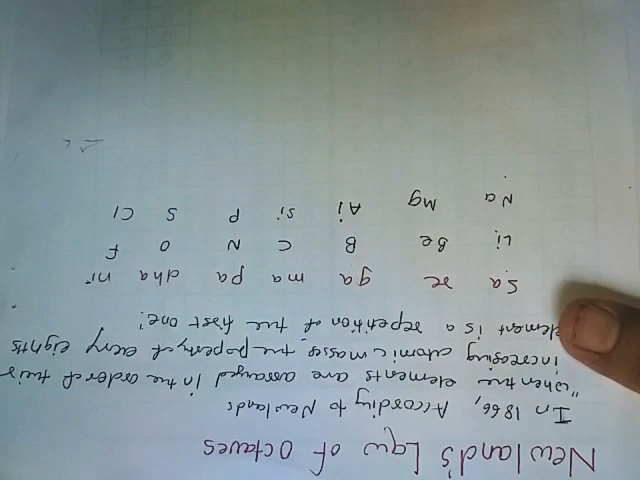 Newland's Law of Octaves
In 1866, According to Newlands
"when the elements are arranged in the order of their
increasing atomic masses, the property of every eights
element is a repetition of the first one".
Sa re ga ma pa dha ni
Li Be B C N O F
Na Mg Al Si P S Cl